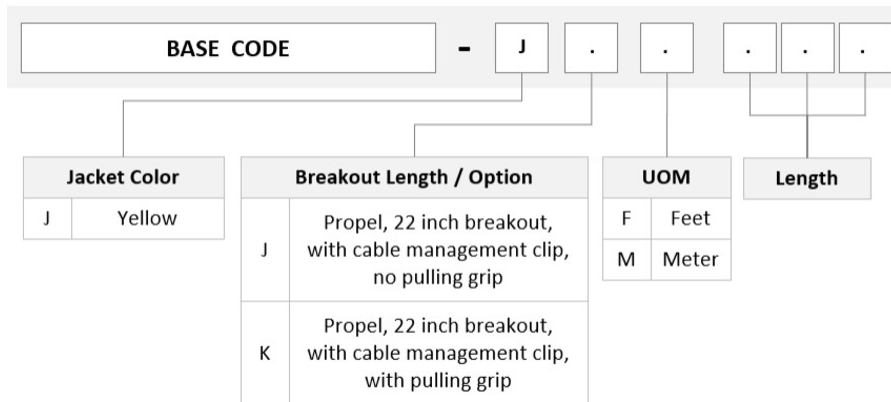 BASE CODE - J . . . . .
Jacket Color
J Yellow
Breakout Length / Option
J Propel, 22 inch breakout,
with cable management clip,
no pulling grip
K Propel, 22 inch breakout,
with cable management clip,
with pulling grip
UOM
F Feet
M Meter
Length